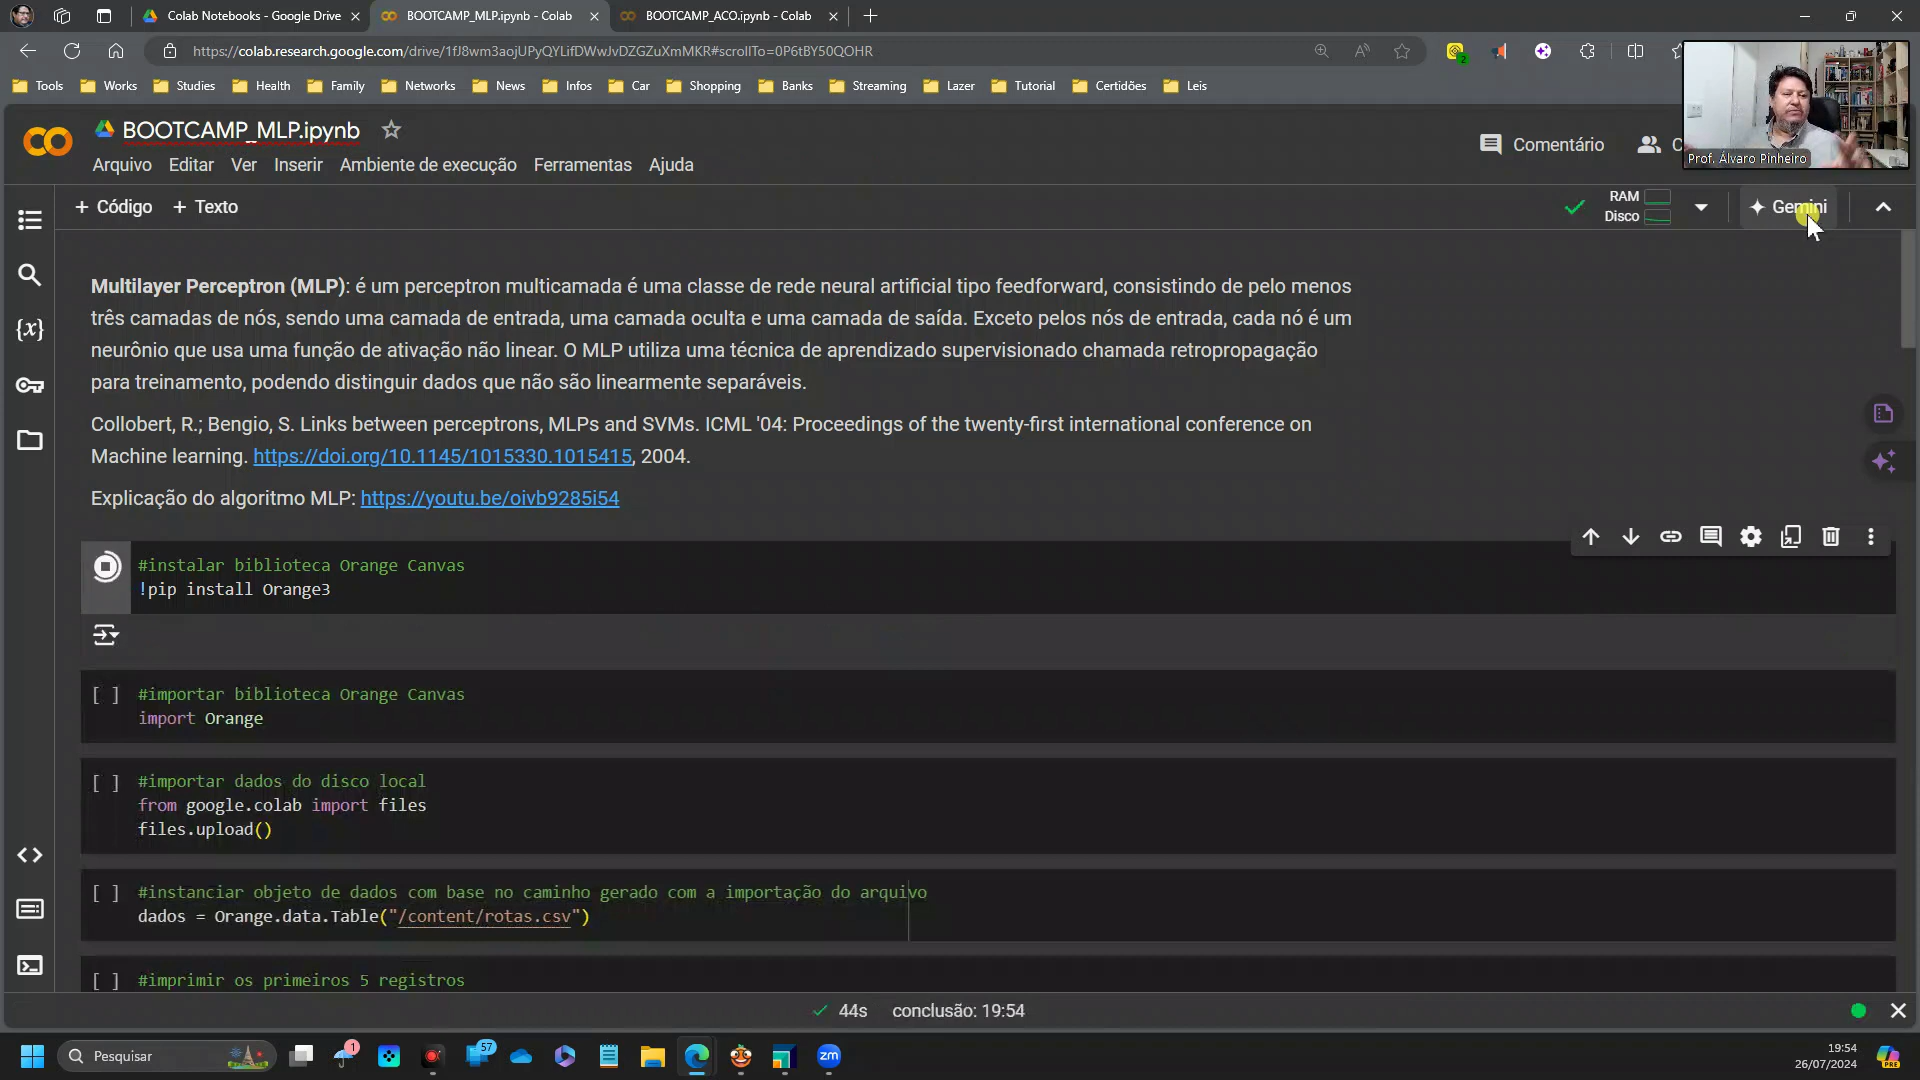 Colab Notebooks - Google Drive
BOOTCAMP_MLP.ipynb - Colab
BOOTCAMP_ACO.ipynb - Colab
https://colab.research.google.com/drive/1fJ8wm3aojUPyQYLifDWwJvDZGZuXmMKR#scrollTo=0P6tBY50QOHR
2
Tools
Works
Studies
Health
Family
Networks
News
Infos
Car
Shopping
Banks
Streaming
Lazer
Tutorial
Certidões
Leis
BOOTCAMP_MLP.ipynb
Arquivo Editar Ver Inserir Ambiente de execução Ferramentas Ajuda
Comentário
Prof. Álvaro Pinheiro
+ Código + Texto
RAM
Disco
Gemini
Multilayer Perceptron (MLP): é um perceptron multicamada é uma classe de rede neural artificial tipo feedforward, consistindo de pelo menos
três camadas de nós, sendo uma camada de entrada, uma camada oculta e uma camada de saída. Exceto pelos nós de entrada, cada nó é um
neurônio que usa uma função de ativação não linear. O MLP utiliza uma técnica de aprendizado supervisionado chamada retropropagação
para treinamento, podendo distinguir dados que não são linearmente separáveis.
Collobert, R.; Bengio, S. Links between perceptrons, MLPs and SVMs. ICML '04: Proceedings of the twenty-first international conference on
Machine learning. https://doi.org/10.1145/1015330.1015415, 2004.
Explicação do algoritmo MLP: https://youtu.be/oivb9285i54
#instalar biblioteca Orange Canvas
!pip install Orange3
[ ] #importar biblioteca Orange Canvas
import Orange
[ ] #importar dados do disco local
from google.colab import files
files.upload()
[ ] #instanciar objeto de dados com base no caminho gerado com a importação do arquivo
dados = Orange.data.Table("/content/rotas.csv")
[ ] #imprimir os primeiros 5 registros
44s conclusão: 19:54
Pesquisar
1
57
zm
19:54
26/07/2024
PRE